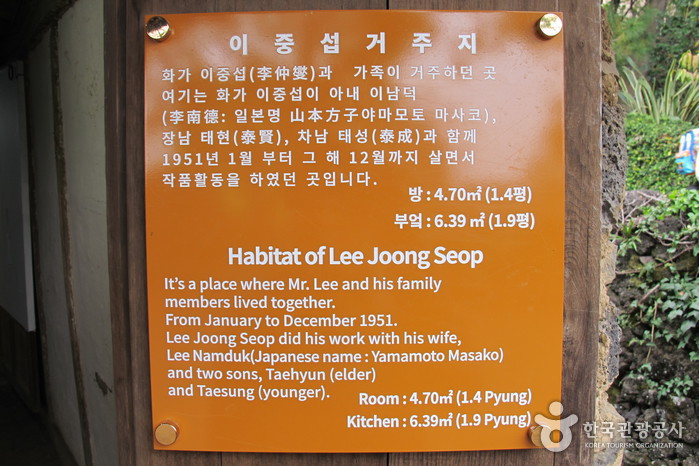 이중섭거주지
화가 이중섭(李仲燮)과 가족이 거주하던 곳
여기는 화가 이중섭이 아내 이남덕
(李南德: 일본명 山本方子야마모토 마사코),
장남 태현(泰賢), 차남 태성(泰成)과 함께
1951년 1월 부터 그 해 12월까지 살면서
작품활동을 하였던 곳입니다.
방 : 4.70㎡ (1.4평)
부엌 : 6.39 ㎡ (1.9평)
Habitat of Lee Joong Seop
It's a place where Mr. Lee and his family
members lived together.
From January to December 1951.
Lee Joong Seop did his work with his wife,
Lee Namduk(Japanese name : Yamamoto Masako)
and two sons, Taehyun (elder)
and Taesung (younger).
Room : 4.70㎡ (1.4 Pyung)
Kitchen : 6.39㎡ (1.9 Pyung)
한국관광공사
KOREA TOURISM ORGANIZATION